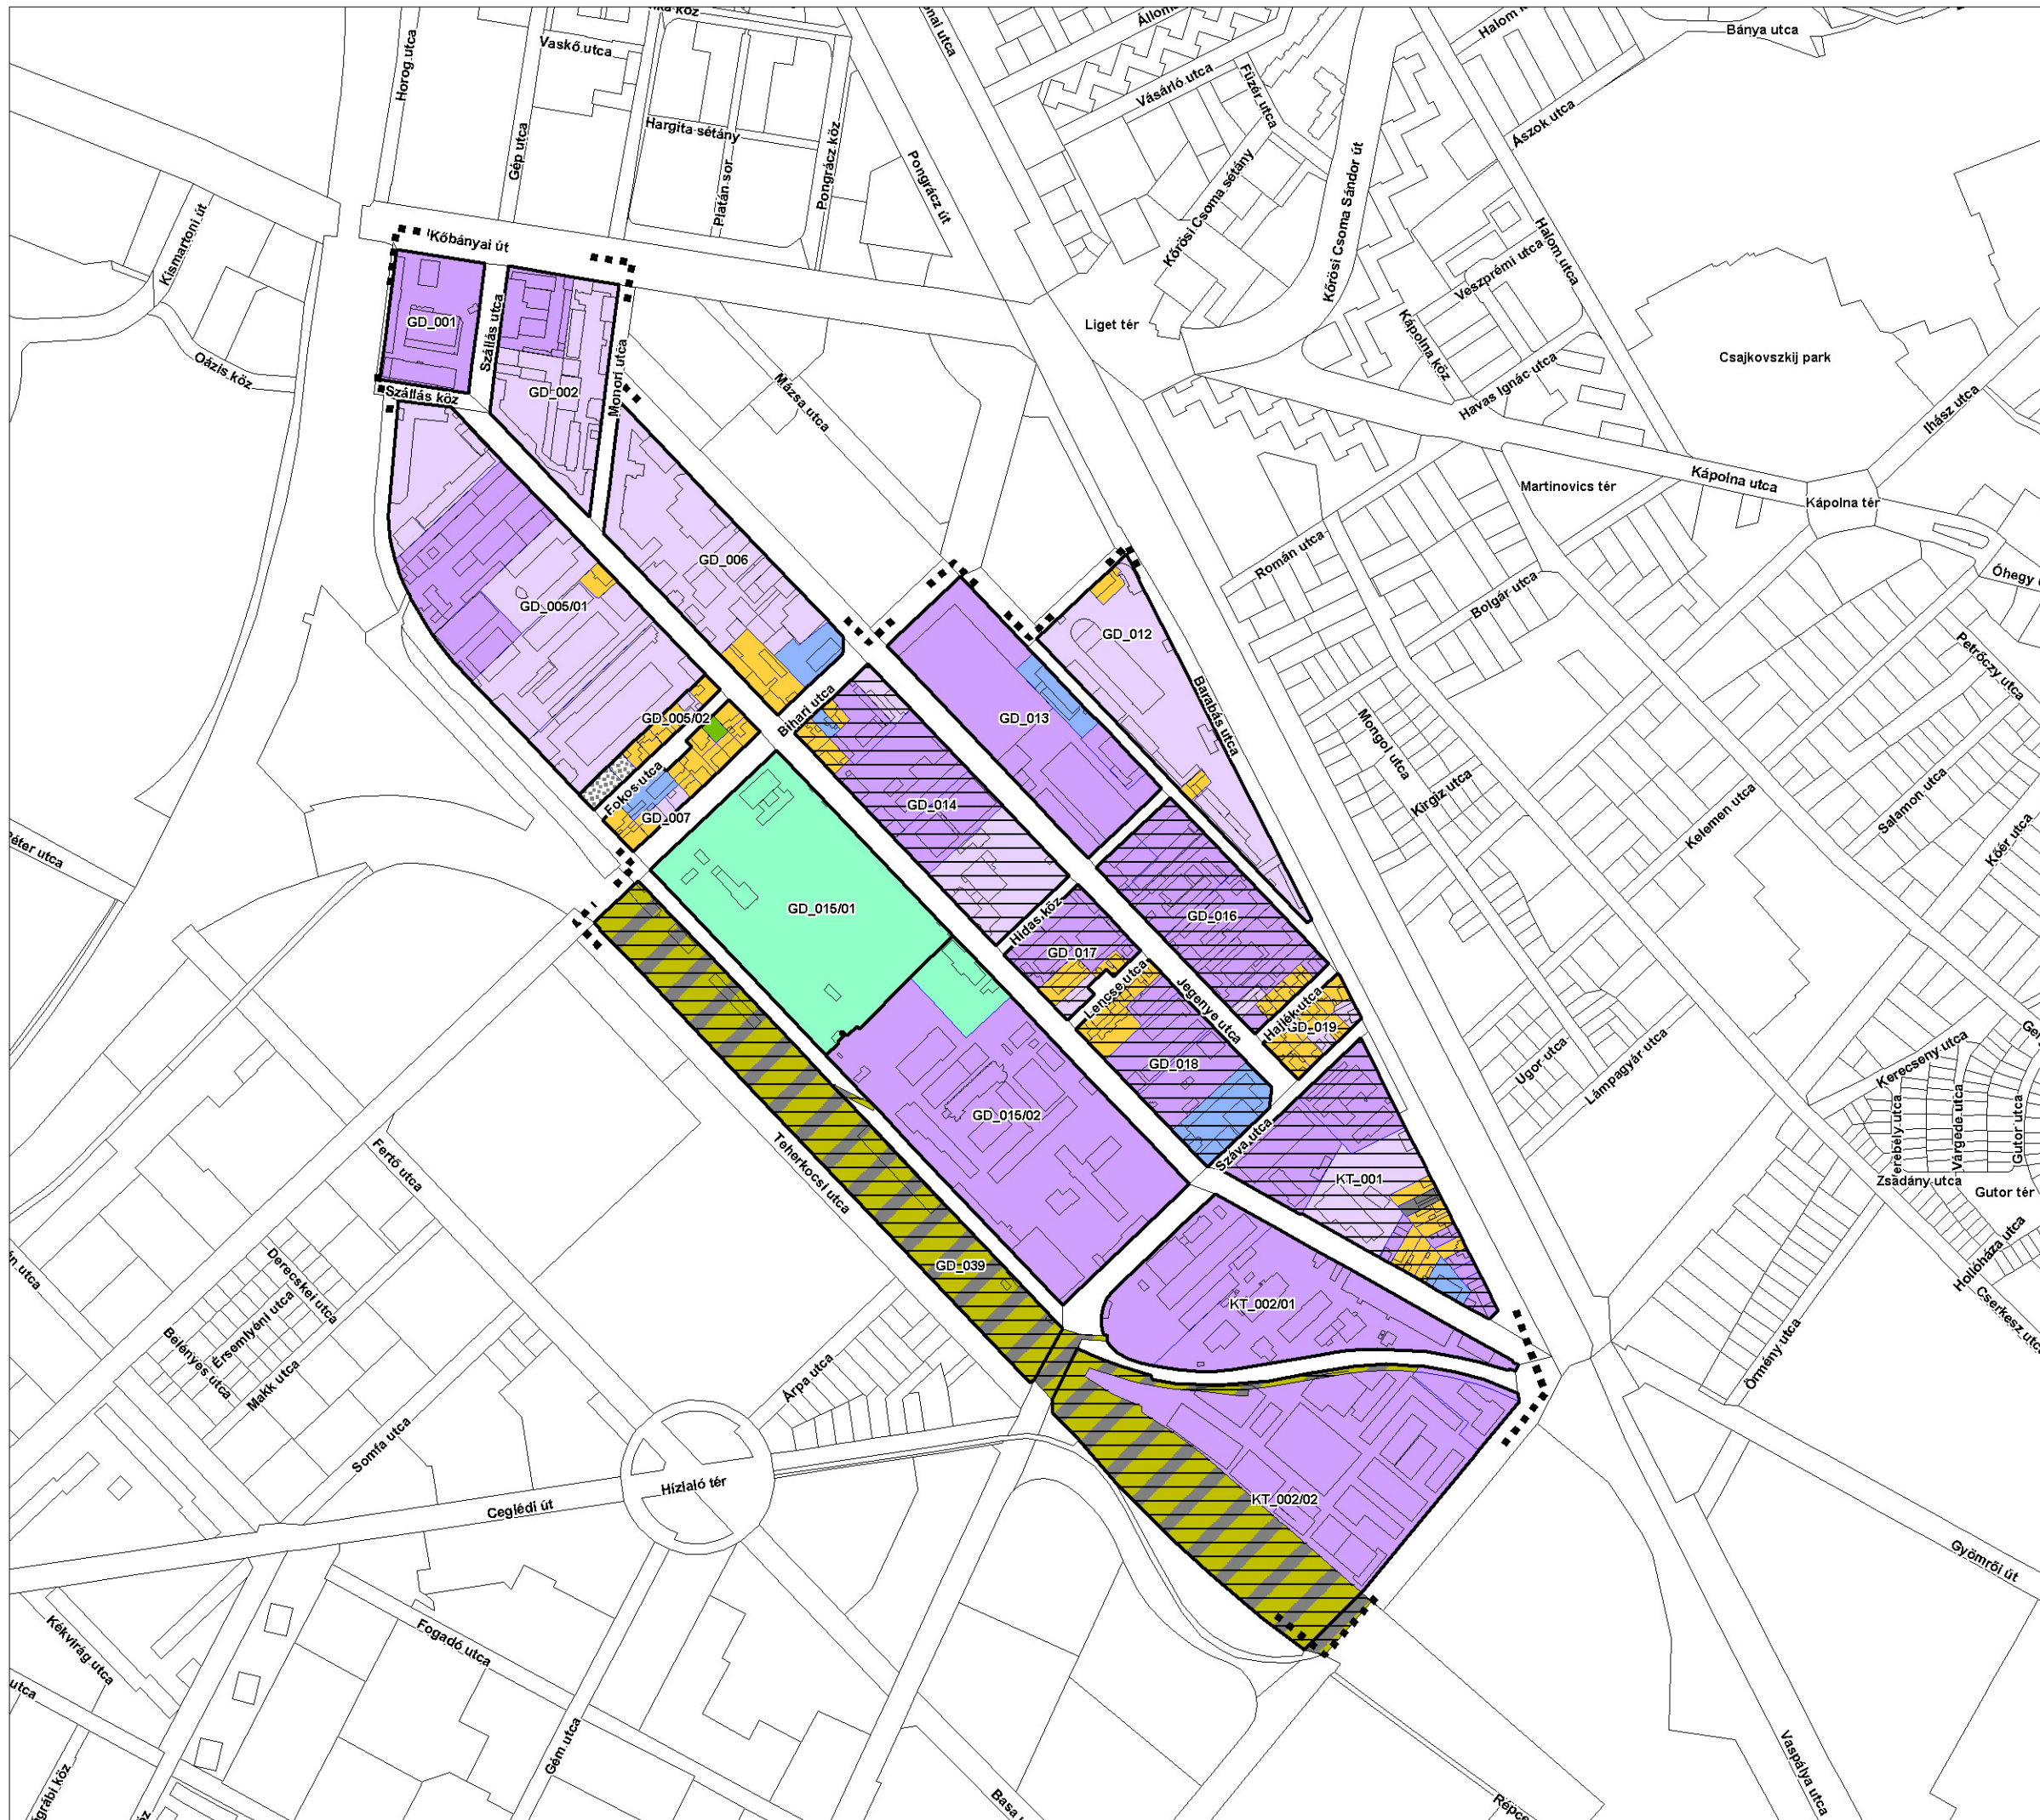 Vaskő utca
Horog utca
Gép utca
Hargita sétány
Platán sor
Pongrácz köz
Pongrácz út
Vásárló utca
Füzér utca
Kőrösi Csoma sétány
Kőrösi Csoma Sándor út
Bánya utca
Ászok utca
Halom utca
Veszprémi utca
Kápolna köz
Havas Ignác utca
Csajkovszkij park
Ihász utca
Liget tér
Kismartoni út
Oázis köz
Kőbányai út
GD_001
Szállás utca
GD_002
Monori utca
Szállás köz
Mázsa utca
Kápolna utca
Kápolna tér
Martinovics tér
Román utca
Bolgár utca
Petrőczy utca
GD_006
GD_005/01
GD_012
GD_005/02
Bihari utca
GD_013
Barabás utca
Mongol utca
Kirgiz utca
Kelemen utca
Salamon utca
Kőér utca
Fokos utca
GD_007
GD_014
GD_015/01
GD_016
Hidas köz
GD_017
Lencse utca
Jegenye utca
Hallék utca
GD_019
GD_018
GD_015/02
Ugor utca
Lámpagyár utca
Kerecseny utca
Várgede utca
Gutor utca
Zsadány utca
Gutor tér
Száva utca
KT_001
Teherkocsi utca
Fertő utca
GD_039
KT_002/01
Derecskei utca
Érsemlyéni utca
Belényes utca
Makk utca
Somfa utca
Árpa utca
Hízlaló tér
Ceglédi út
KT_002/02
Hollóháza utca
Örmény utca
Gyömrői út
Kékvirág utca
Fogadó utca
Gém utca
Vaspálya utca